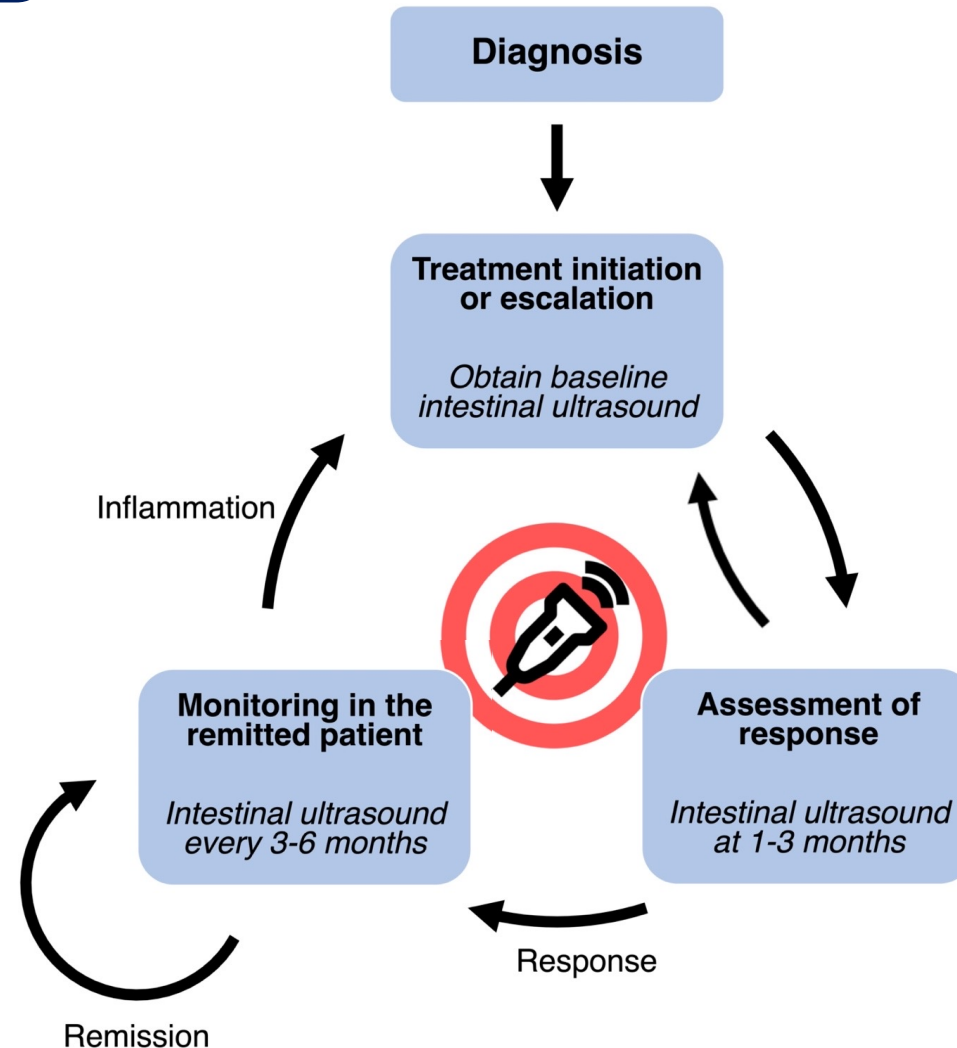 Diagnosis
Treatment initiation
or escalation
Obtain baseline
intestinal ultrasound
Inflammation
Monitoring in the
remitted patient
Intestinal ultrasound
every 3-6 months
Assessment of
response
Intestinal ultrasound
at 1-3 months
Response
Remission